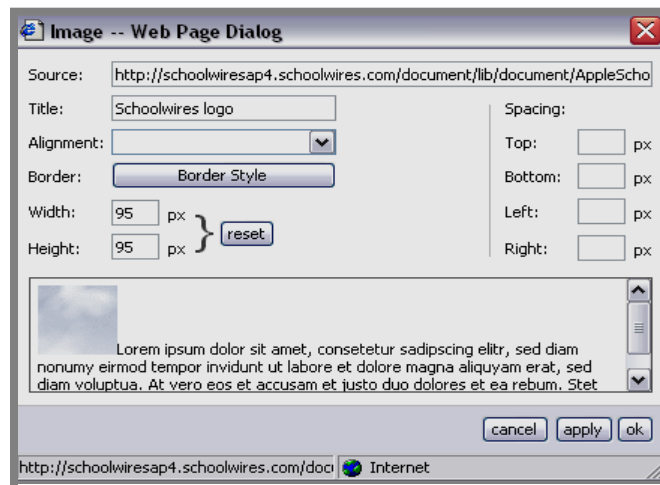 Image -- Web Page Dialog
Source: http://schoolwiresap4.schoolwires.com/document/lib/document/AppleScho
Title: Schoolwires logo
Spacing:
Alignment:
Top: px
Border: Border Style
Bottom: px
Width: 95 px
Left: px
reset
Height: 95 px
Right: px
Lorem ipsum dolor sit amet, consetetur sadipscing elitr, sed diam
nonumy eirmod tempor invidunt ut labore et dolore magna aliquyam erat, sed
diam voluptua. At vero eos et accusam et justo duo dolores et ea rebum. Stet
cancel apply ok
http://schoolwiresap4.schoolwires.com/docu Internet